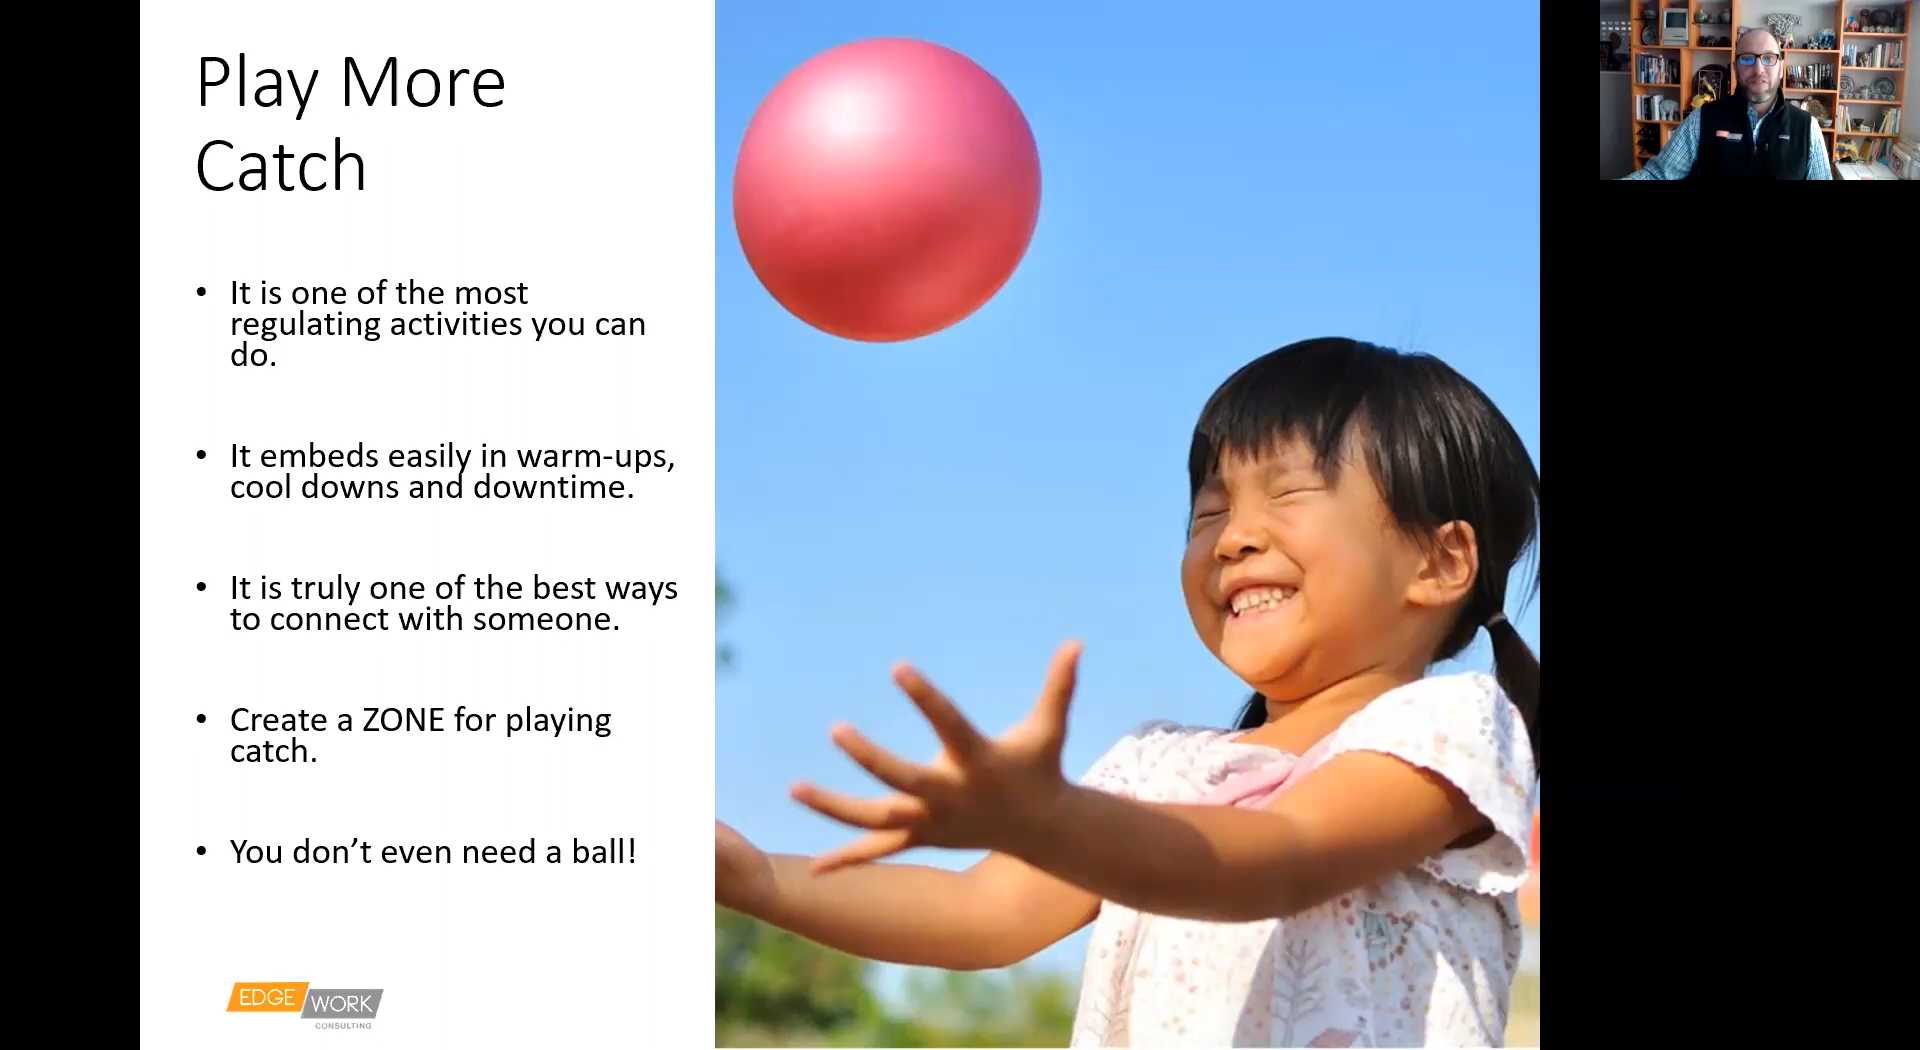 Play More
Catch
• It is one of the most
regulating activities you can
do.
• It embeds easily in warm-ups,
cool downs and downtime.
• It is truly one of the best ways
to connect with someone.
• Create a ZONE for playing
catch.
• You don’t even need a ball!
EDGE WORK
CONSULTING